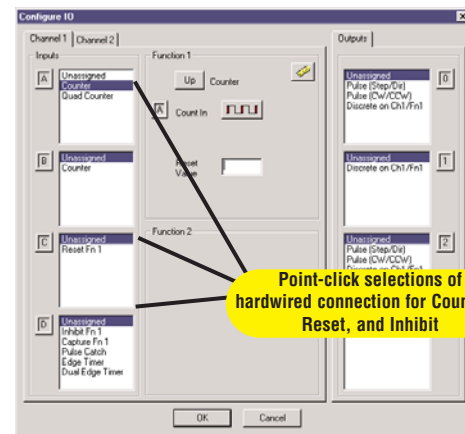 Configure IO
Channel 1 Channel 2
Outputs
Inputs
Function 1
A
Unassigned
Counter
Quad Counter
Up Counter
A Count In
Reset Value
B
Unassigned
Counter
Function 2
C
Unassigned
Reset Fn 1
D
Unassigned
Inhibit Fn 1
Capture Fn 1
Pulse Catch
Edge Timer
Dual Edge Timer
0
Unassigned
Pulse (Step/Dir)
Pulse (CW/CCW)
Discrete on Ch1/Fn1
1
Unassigned
Discrete on Ch1/Fn1
2
Unassigned
Pulse (Step/Dir)
Pulse (CW/CCW)
Point-click selections of
hardwired connection for Coun
Reset, and Inhibit
OK Cancel